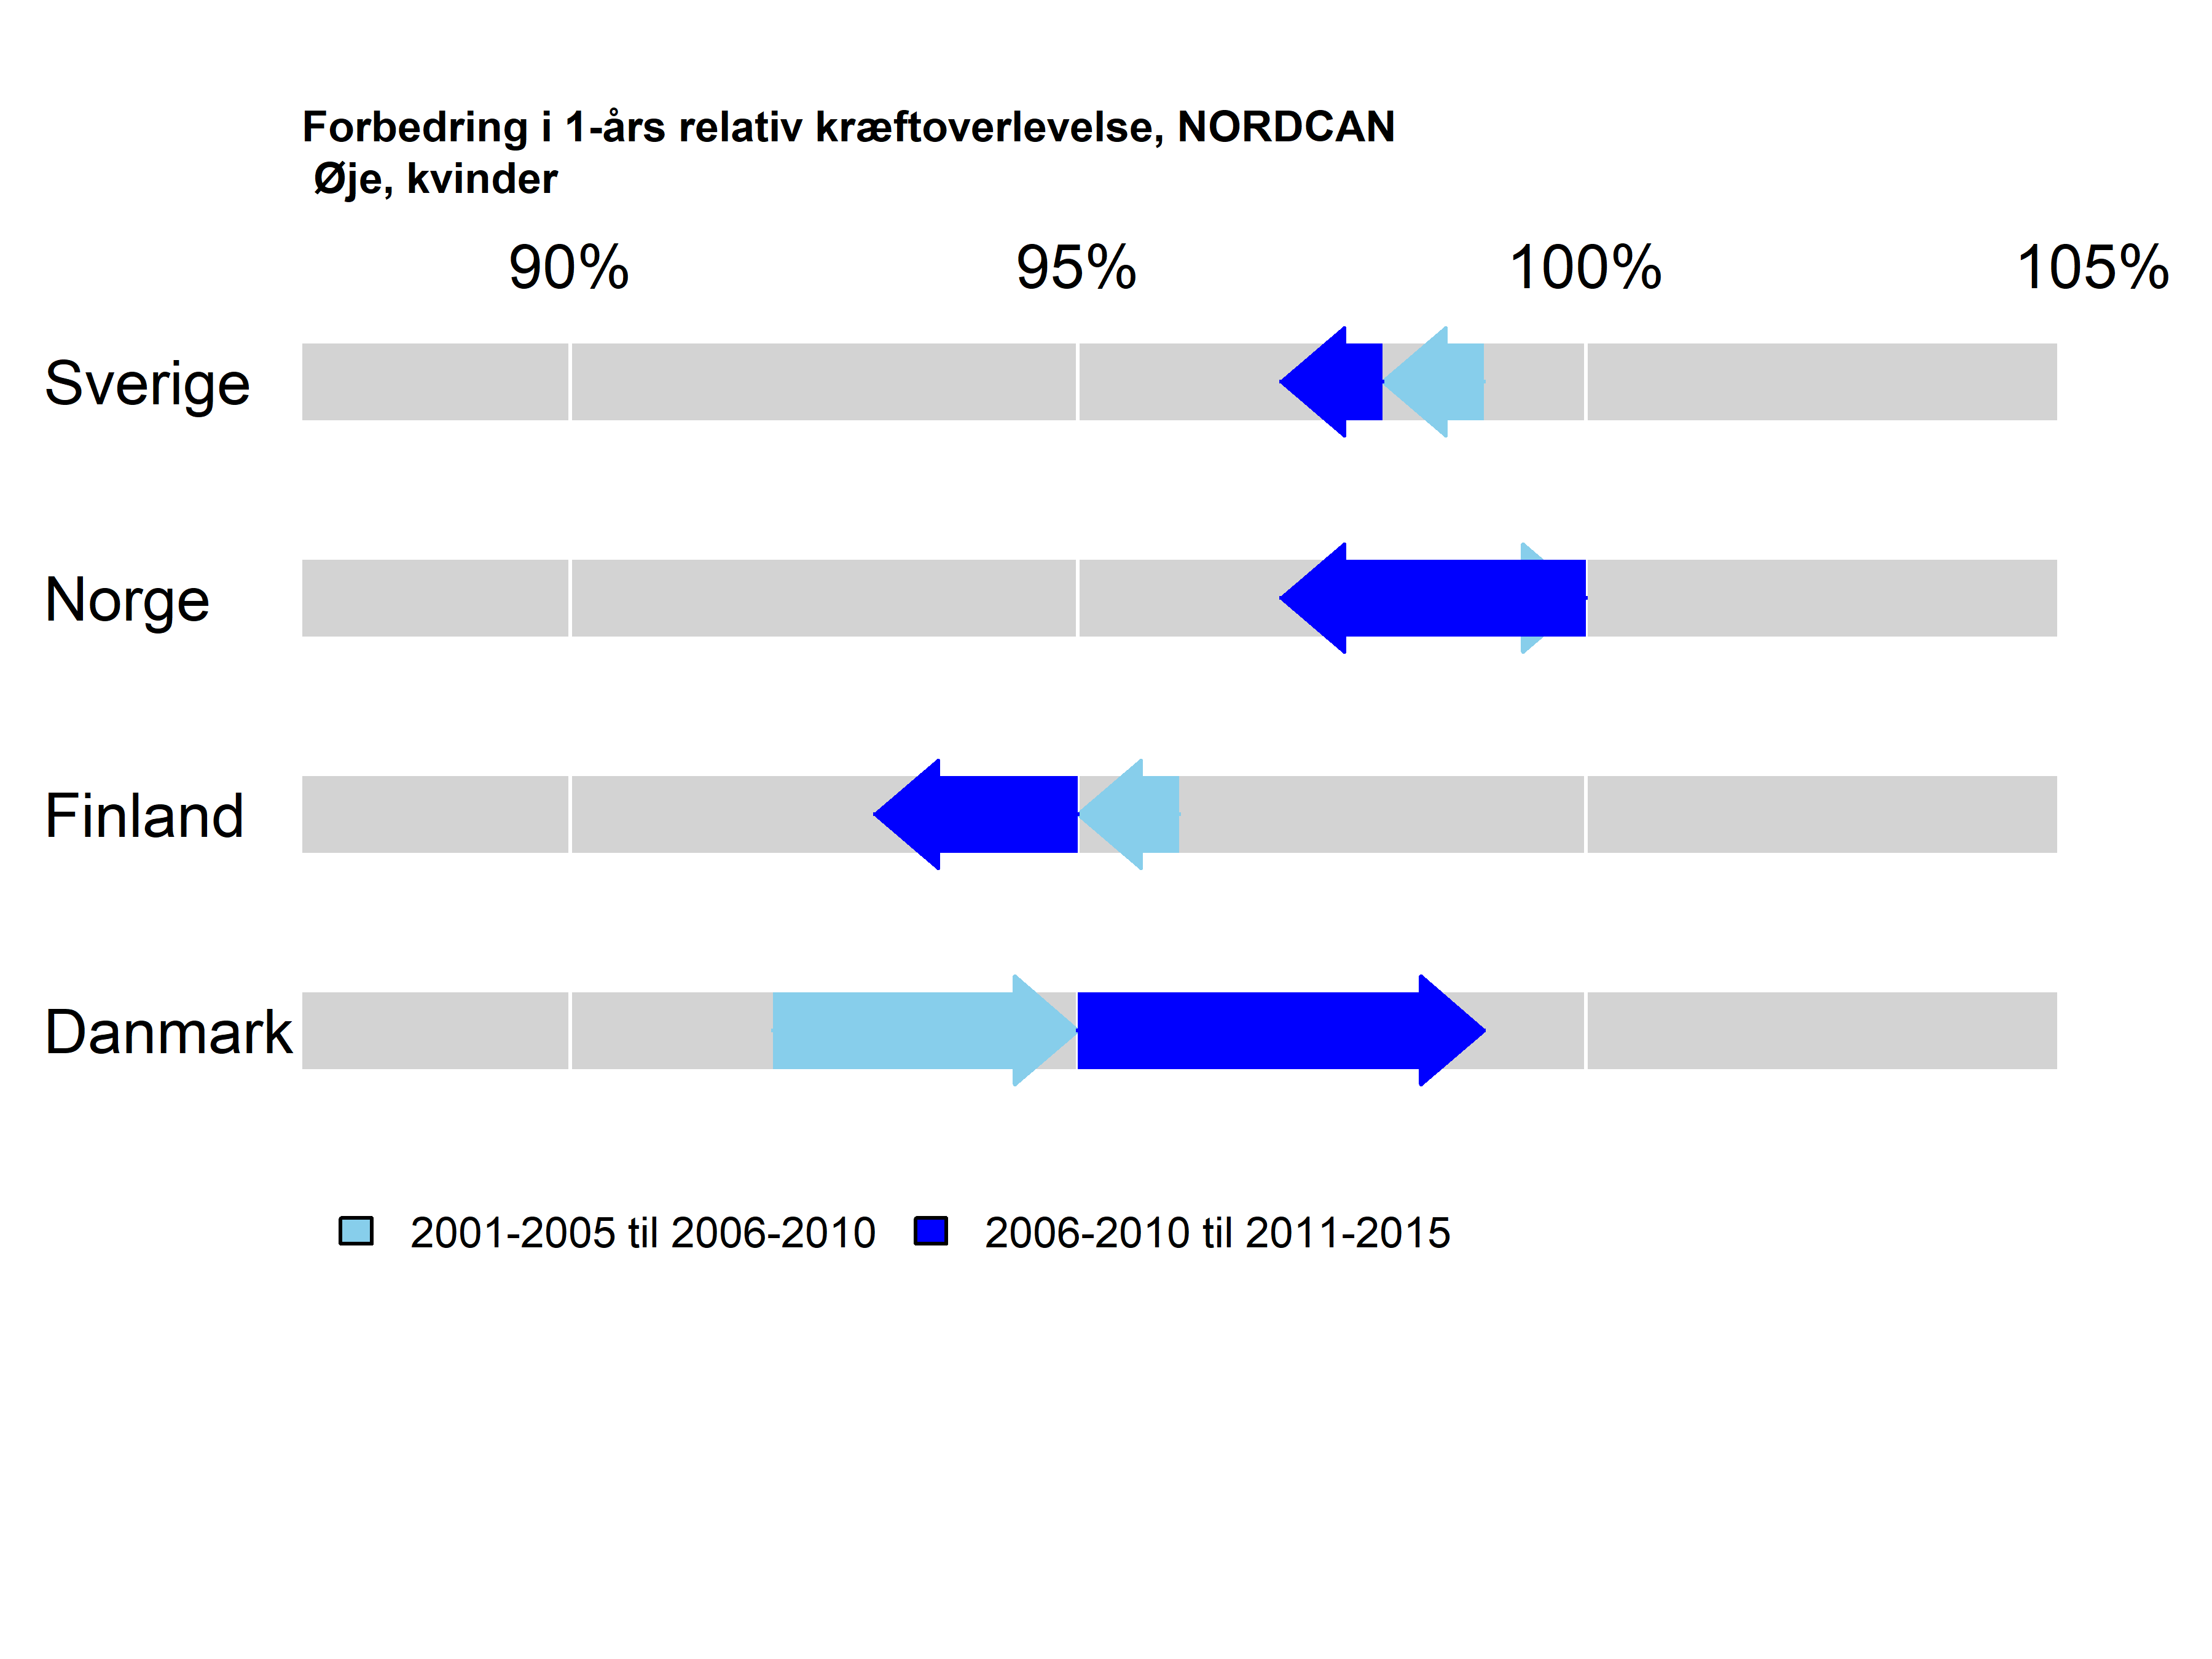 Forbedring i 1-års relativ kræftoverlevelse, NORDCAN
Øje, kvinder
90% 95% 100% 105%
Sverige
Norge
Finland
Danmark
2001-2005 til 2006-2010 2006-2010 til 2011-2015